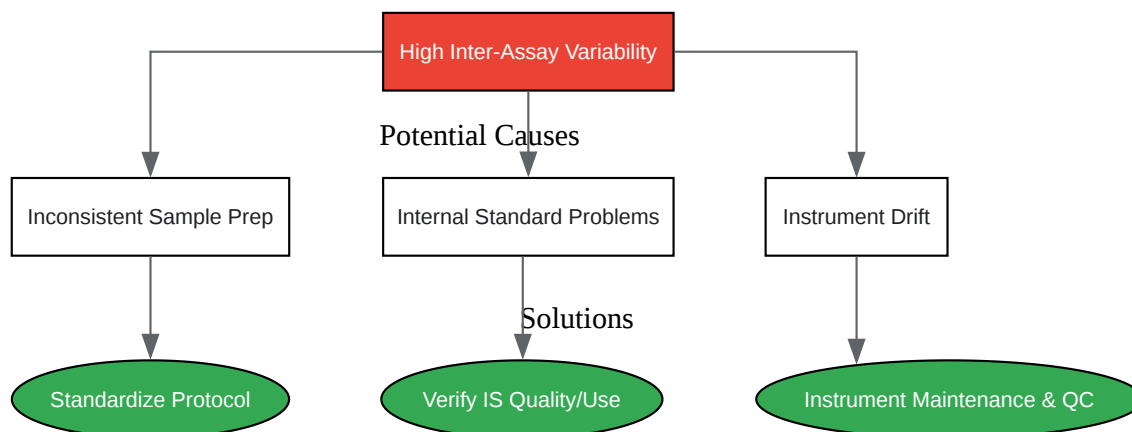 High Inter-Assay Variability
Potential Causes
Inconsistent Sample Prep
Internal Standard Problems
Instrument Drift
Solutions
Standardize Protocol
Verify IS Quality/Use
Instrument Maintenance & QC